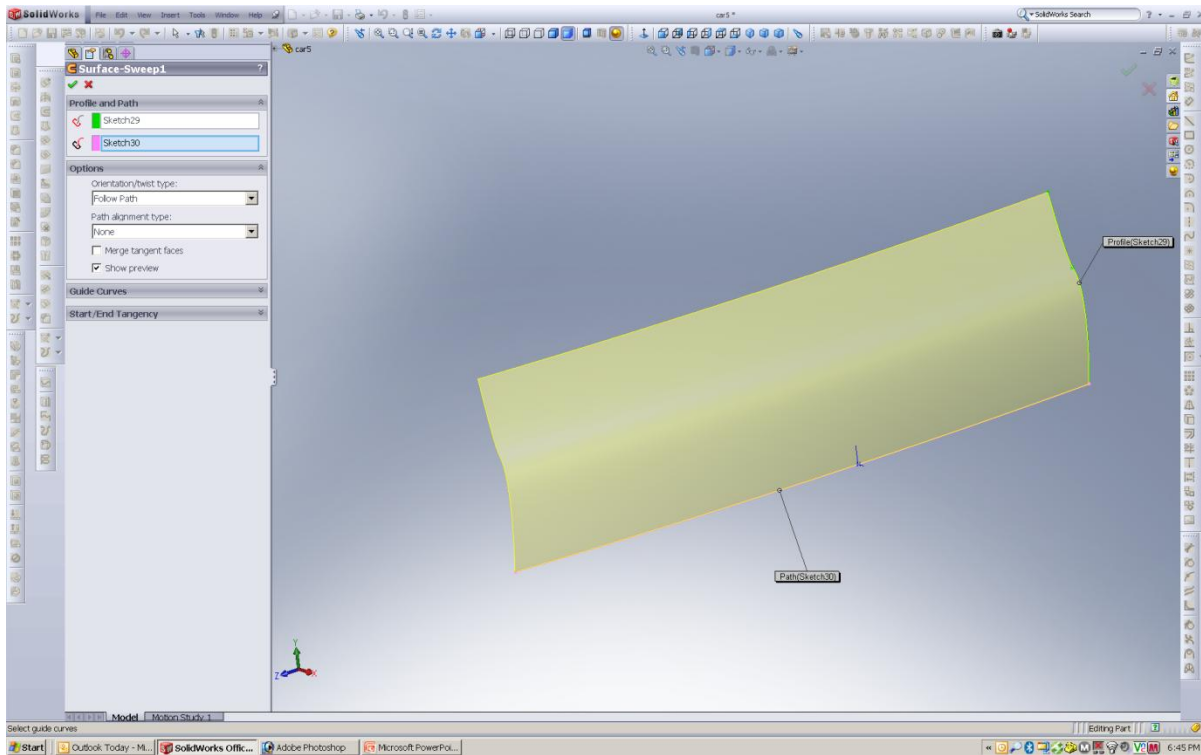 SolidWorks File Edit View Insert Tools Window Help car5 * SolidWorks Search
car5
Surface-Sweep1 ?
Profile and Path
Sketch29
Sketch30
Options
Orientation/twist type:
Follow Path
Path alignment type:
None
Merge tangent faces
Show preview
Guide Curves
Start/End Tangency
Profile(Sketch29)
Path(Sketch30)
Y
Z X
Model Motion Study 1
Select guide curves Editing Part
Start Outlook Today - M... SolidWorks Offic... Adobe Photoshop Microsoft PowerPoi... 6:45 PM